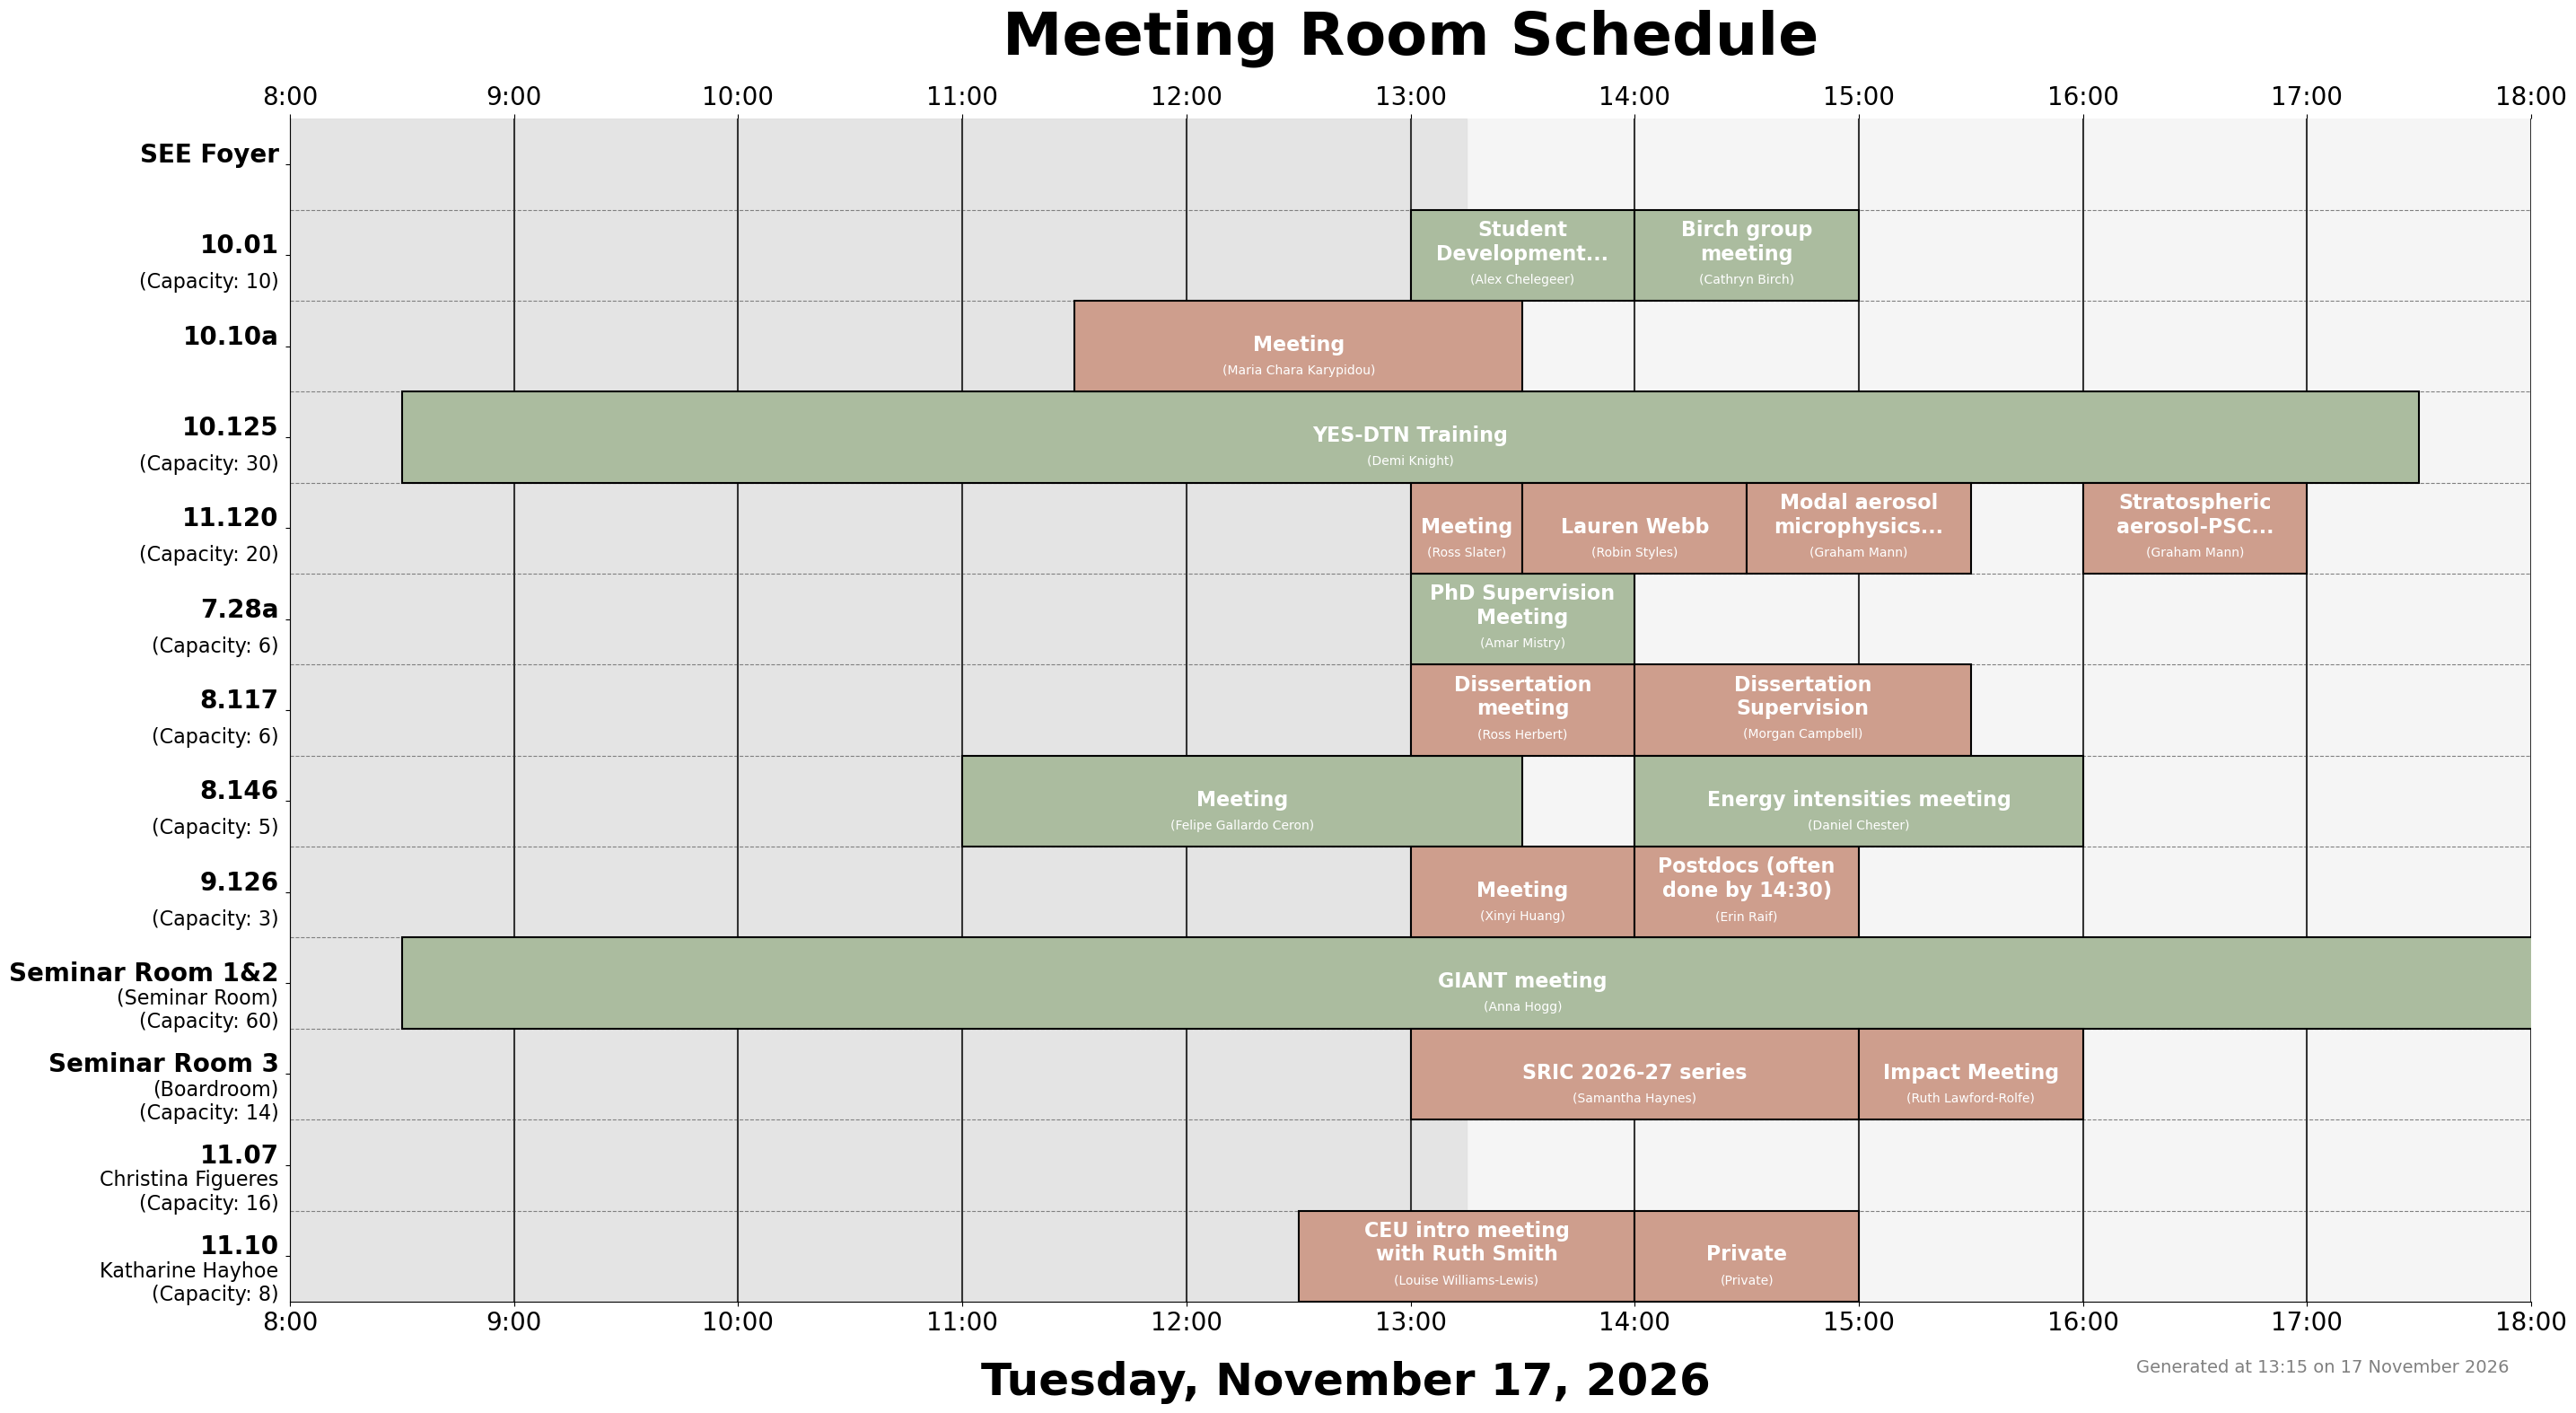 Meeting Room Schedule
8:00 9:00 10:00 11:00 12:00 13:00 14:00 15:00 16:00 17:00 18:00
SEE Foyer
10.01
(Capacity: 10)
Student
Development...
(Alex Chelegeer)
Birch group
meeting
(Cathryn Birch)
10.10a
Meeting
(Maria Chara Karypidou)
10.125
(Capacity: 30)
YES-DTN Training
(Demi Knight)
11.120
(Capacity: 20)
Meeting
(Ross Slater)
Lauren Webb
(Robin Styles)
Modal aerosol
microphysics...
(Graham Mann)
Stratospheric
aerosol-PSC...
(Graham Mann)
7.28a
(Capacity: 6)
PhD Supervision
Meeting
(Amar Mistry)
8.117
(Capacity: 6)
Dissertation
meeting
(Ross Herbert)
Dissertation
Supervision
(Morgan Campbell)
8.146
(Capacity: 5)
Meeting
(Felipe Gallardo Ceron)
Energy intensities meeting
(Daniel Chester)
9.126
(Capacity: 3)
Meeting
(Xinyi Huang)
Postdocs (often
done by 14:30)
(Erin Raif)
Seminar Room 1&2
(Seminar Room)
(Capacity: 60)
GIANT meeting
(Anna Hogg)
Seminar Room 3
(Boardroom)
(Capacity: 14)
SRIC 2026-27 series
(Samantha Haynes)
Impact Meeting
(Ruth Lawford-Rolfe)
11.07
Christina Figueres
(Capacity: 16)
11.10
Katharine Hayhoe
(Capacity: 8)
CEU intro meeting
with Ruth Smith
(Louise Williams-Lewis)
Private
(Private)
8:00 9:00 10:00 11:00 12:00 13:00 14:00 15:00 16:00 17:00 18:00
Tuesday, November 17, 2026
Generated at 13:15 on 17 November 2026